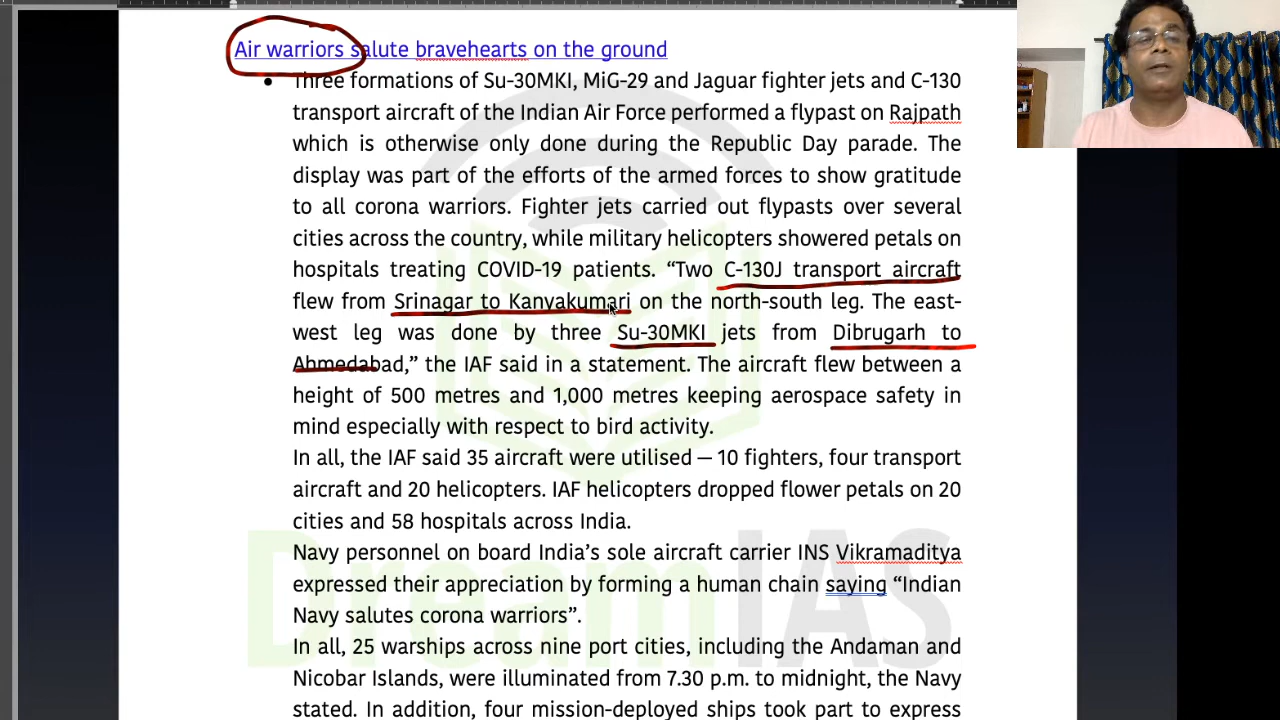 Air warriors salute bravehearts on the ground
• Three formations of Su-30MKI, MiG-29 and Jaguar fighter jets and C-130
transport aircraft of the Indian Air Force performed a flypast on Rajpath
which is otherwise only done during the Republic Day parade. The
display was part of the efforts of the armed forces to show gratitude
to all corona warriors. Fighter jets carried out flypasts over several
cities across the country, while military helicopters showered petals on
hospitals treating COVID-19 patients. “Two C-130J transport aircraft
flew from Srinagar to Kanyakumari on the north-south leg. The east-
west leg was done by three Su-30MKI jets from Dibrugarh to
Ahmedabad,” the IAF said in a statement. The aircraft flew between a
height of 500 metres and 1,000 metres keeping aerospace safety in
mind especially with respect to bird activity.
In all, the IAF said 35 aircraft were utilised — 10 fighters, four transport
aircraft and 20 helicopters. IAF helicopters dropped flower petals on 20
cities and 58 hospitals across India.
Navy personnel on board India’s sole aircraft carrier INS Vikramaditya
expressed their appreciation by forming a human chain saying “Indian
Navy salutes corona warriors”.
In all, 25 warships across nine port cities, including the Andaman and
Nicobar Islands, were illuminated from 7.30 p.m. to midnight, the Navy
stated. In addition, four mission-deployed ships took part to express
DreamIAS